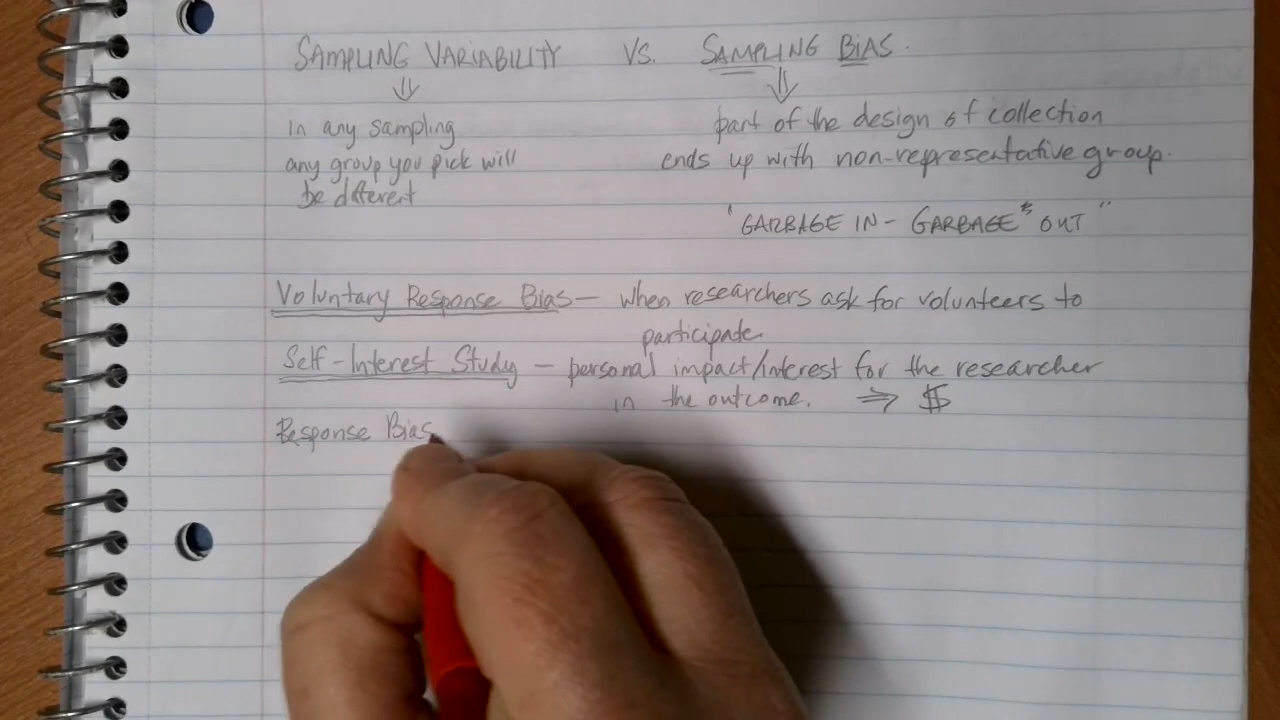 SAMPLING VARIABILITY VS. SAMPLING BIAS.
⇓ ⇓
in any sampling
any group you pick will
be different
part of the design of collection
ends up with non-representative group.
"GARBAGE IN - GARBAGE OUT"
Voluntary Response Bias — when researchers ask for volunteers to
participate
Self-Interest Study — personal impact/interest for the researcher
in the outcome. ⇒ $
Response Bias